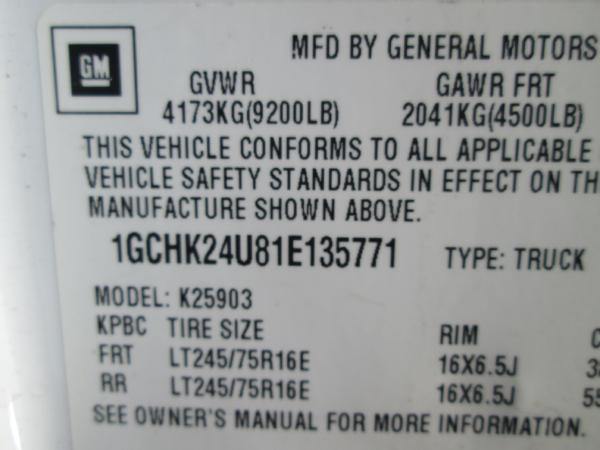 GM
MFD BY GENERAL MOTORS
GVWR GAWR FRT
4173KG(9200LB) 2041KG(4500LB)
THIS VEHICLE CONFORMS TO ALL APPLICABLE
VEHICLE SAFETY STANDARDS IN EFFECT ON TH
MANUFACTURE SHOWN ABOVE.
1GCHK24U81E135771 TYPE: TRUCK
MODEL: K25903
KPBC TIRE SIZE RIM
FRT LT245/75R16E 16X6.5J
RR LT245/75R16E 16X6.5J 55
SEE OWNER'S MANUAL FOR MORE INFORMATION.